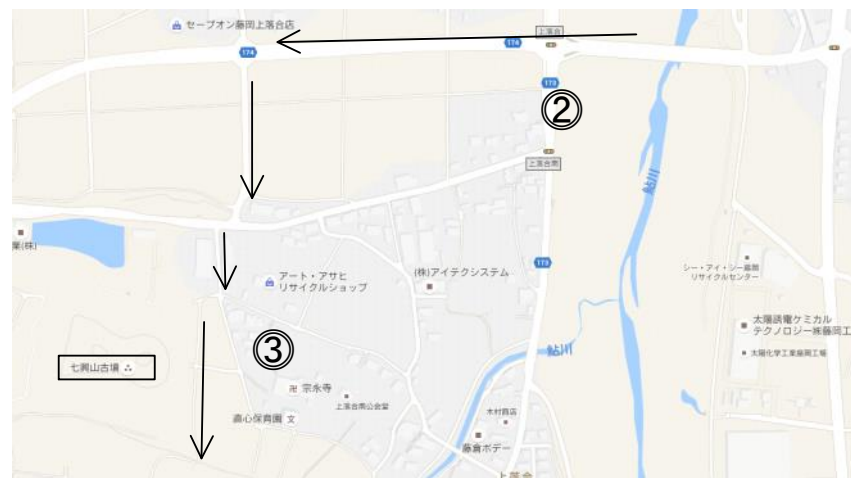 セーブオン藤岡上落合店
174
174
上落合
173
②
上落合南
鮎川
業(株)
173
アート・アサヒ
リサイクルショップ
(株)アイテクシステム
シー・アイ・シー藤岡
リサイクルセンター
太陽誘電ケミカル
テクノロジー㈱藤岡工
太陽化学工業藤岡工場
③
鮎川
七興山古墳
卍 宗永寺
上落合南公会堂
直心保育園 文
木村商店
藤倉ボデー
上落合